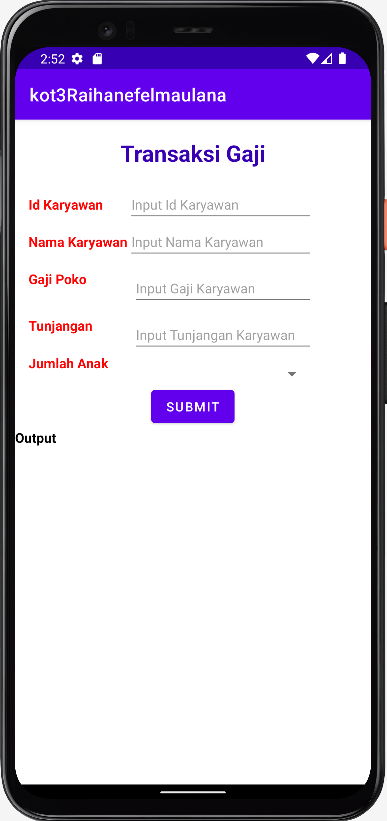 2:52
kot3Raihanefelmaulana
Transaksi Gaji
Id Karyawan Input Id Karyawan
Nama Karyawan Input Nama Karyawan
Gaji Poko Input Gaji Karyawan
Tunjangan Input Tunjangan Karyawan
Jumlah Anak
SUBMIT
Output